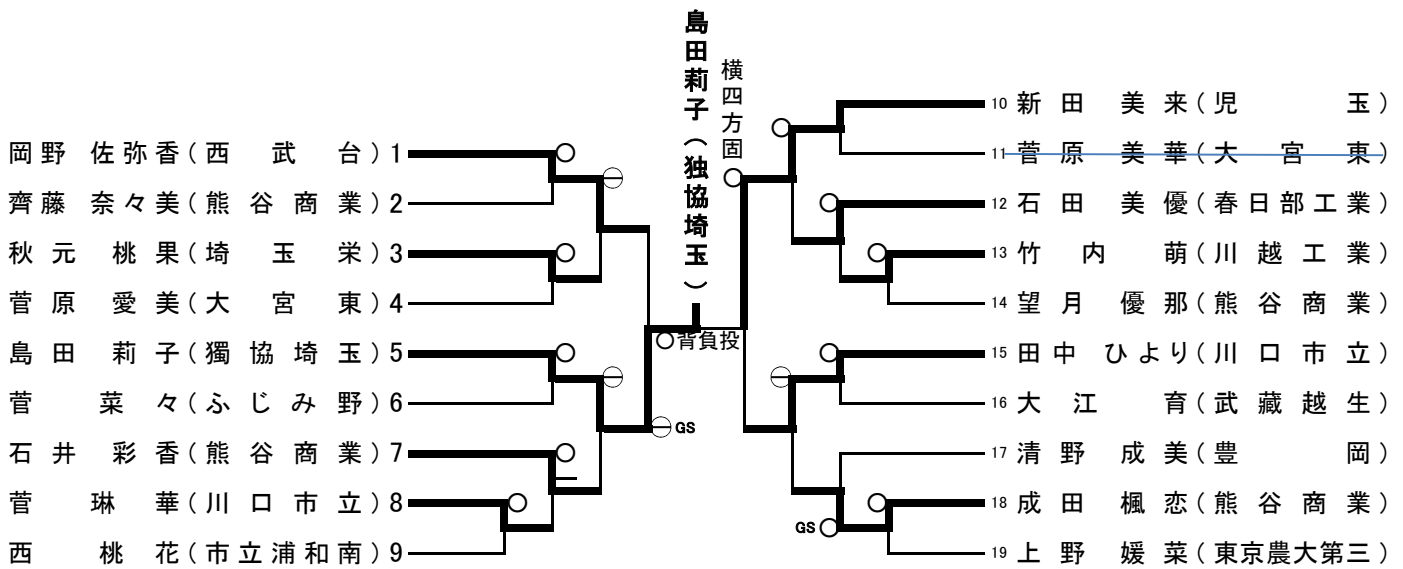 島田莉子（独協埼玉）
横四方固
岡野 佐弥香(西 武 台)1
齊藤 奈々美(熊谷商業)2
秋元 桃果(埼玉栄)3
菅原 愛美(大宮東)4
島田 莉子(獨協埼玉)5
菅 菜々(ふじみ野)6
石井 彩香(熊谷商業)7
菅 琳華(川口市立)8
西 桃花(市立浦和南)9
背負投
GS
10 新田 美来(児玉)
11 菅原 美華(大宮東)
12 石田 美優(春日部工業)
13 竹内 萌(川越工業)
14 望月 優那(熊谷商業)
15 田中 ひより(川口市立)
16 大江 育(武蔵越生)
17 清野 成美(豊岡)
18 成田 楓恋(熊谷商業)
GS
19 上野 媛菜(東京農大第三)